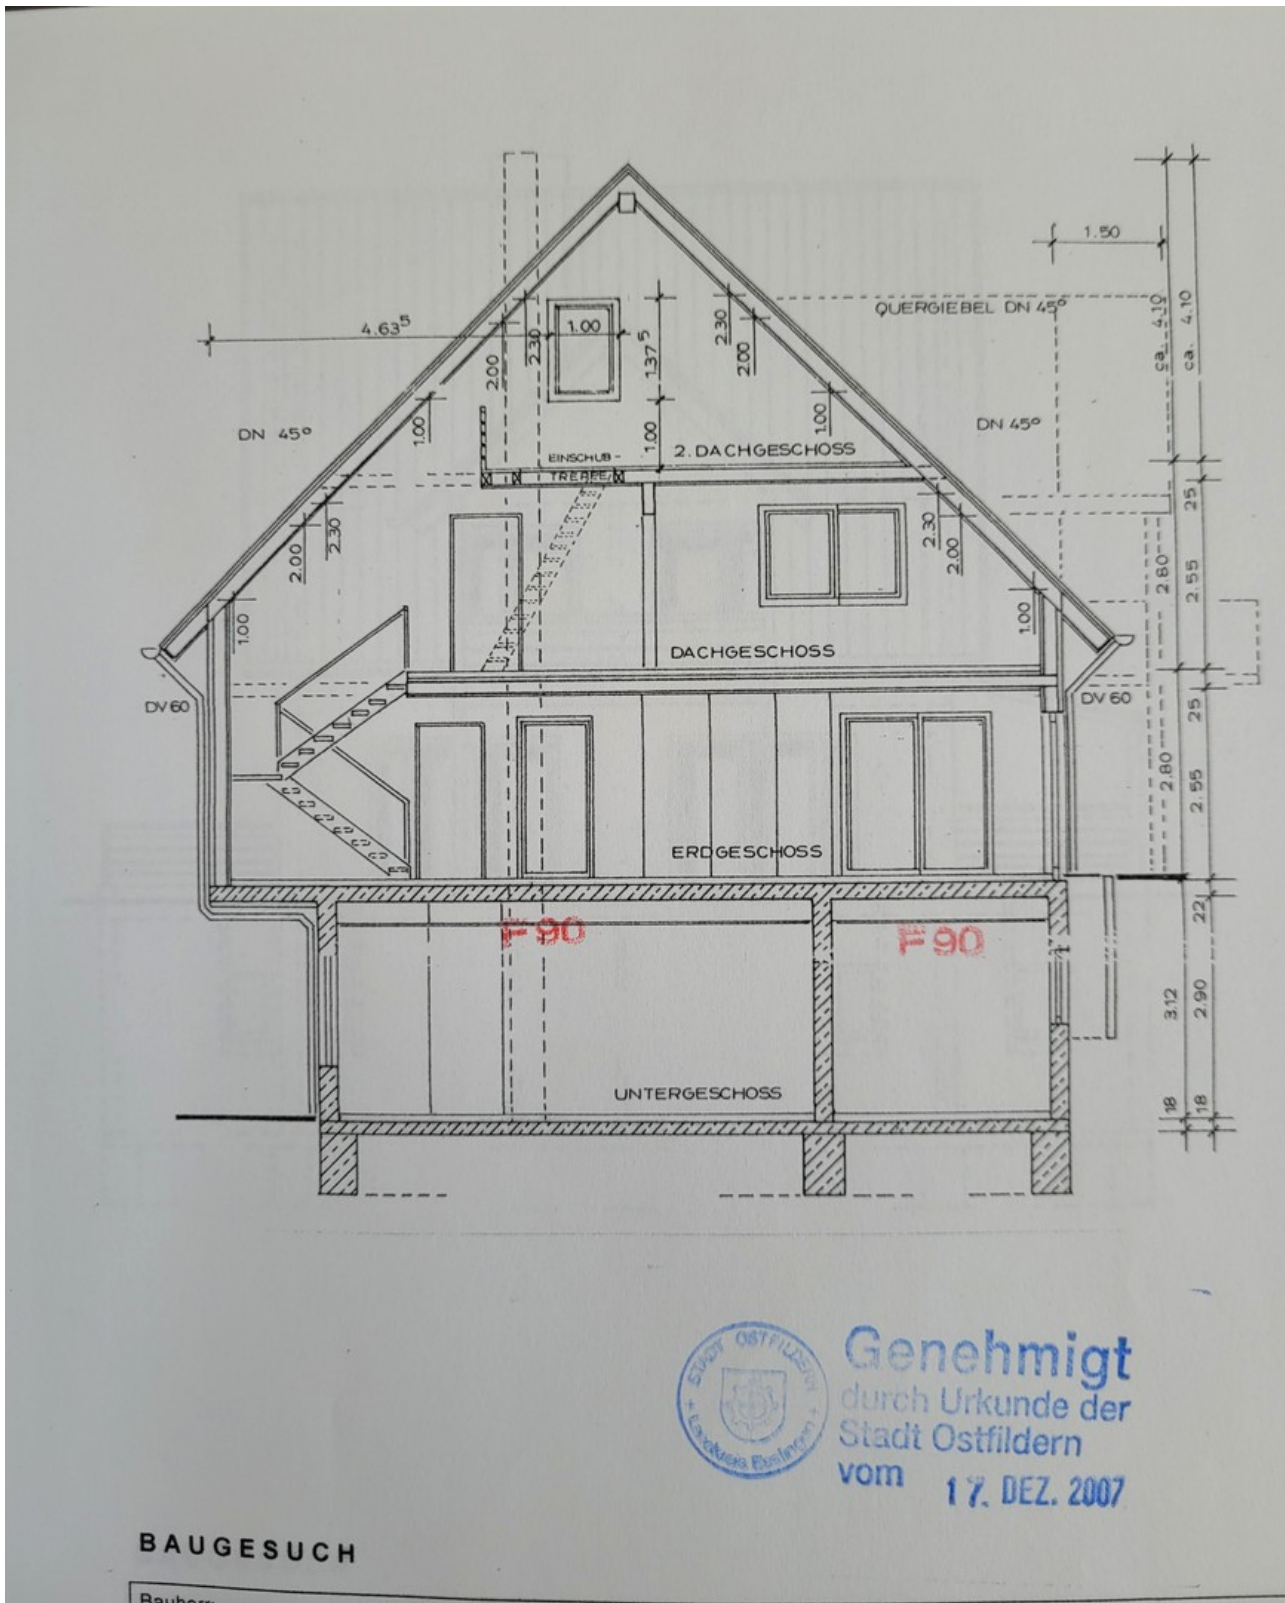 1.50
QUERGIEBEL DN 45°
ca. 4.10
ca. 4.10
4.63⁵
1.00
2.00
2.30
1.37⁵
2.30
2.00
DN 45°
1.00
1.00
1.00
DN 45°
EINSCHUB-
TREPPE
2. DACHGESCHOSS
2.00
2.30
2.30
2.00
25
2.80
2.55
1.00
1.00
DACHGESCHOSS
DV 60
DV 60
25
2.80
2.55
ERDGESCHOSS
F 90
F 90
22
3.12
2.90
UNTERGESCHOSS
18
18
STADT OSTFILDERN
Landkreis Esslingen
Genehmigt
durch Urkunde der
Stadt Ostfildern
vom 17. DEZ. 2007
BAUGESUCH